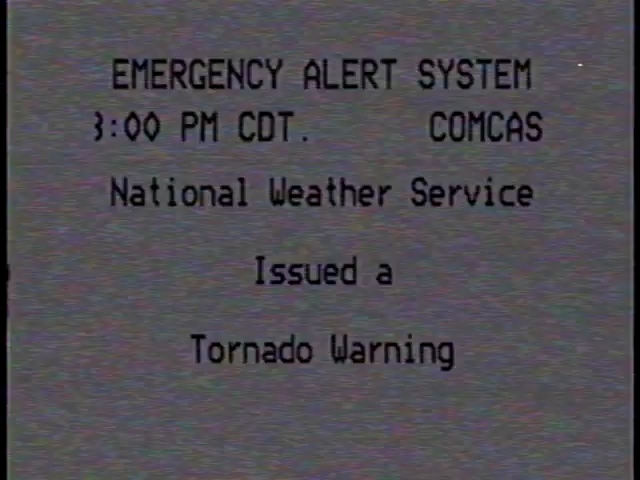 EMERGENCY ALERT SYSTEM
:00 PM CDT. COMCAS
National Weather Service
Issued a
Tornado Warning